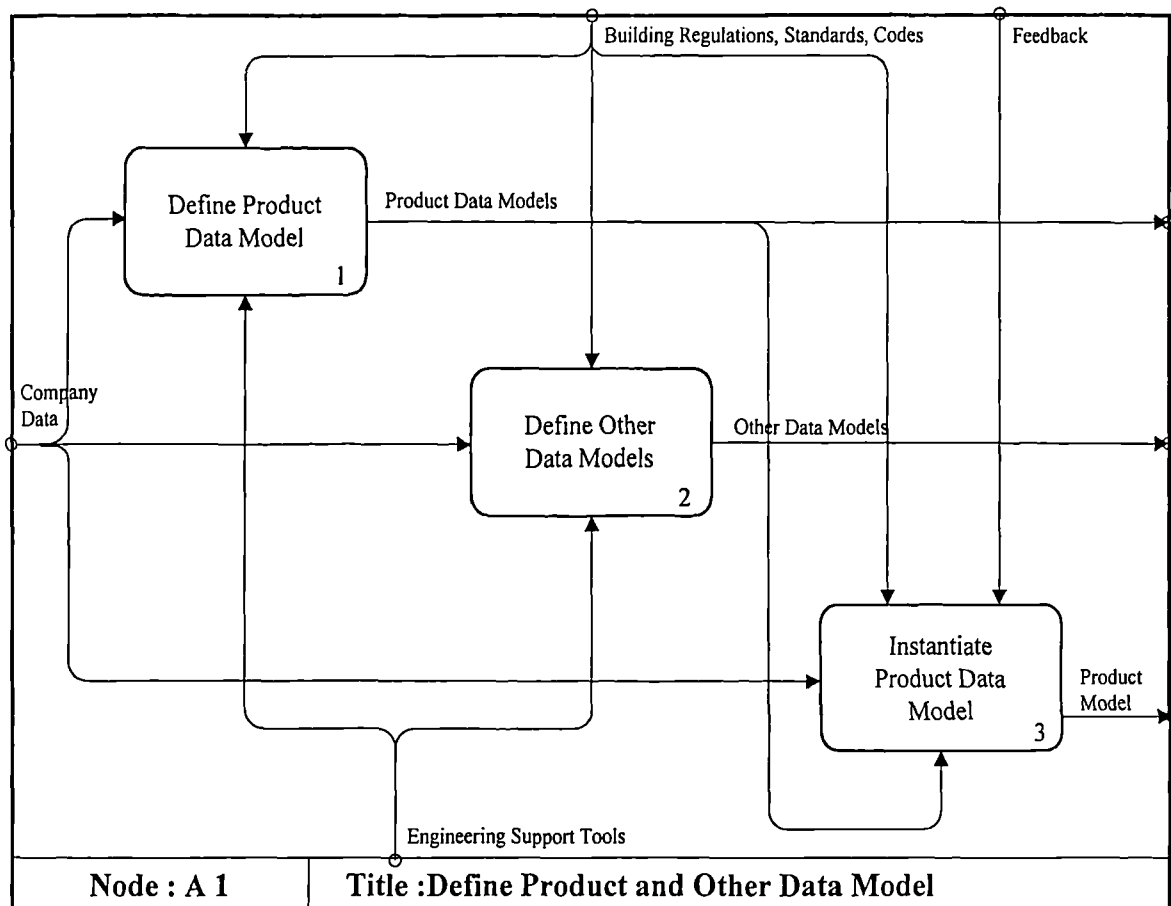 Building Regulations, Standards, Codes
Feedback
Define Product
Data Model
1
Product Data Models
Company
Data
Define Other
Data Models
2
Other Data Models
Instantiate
Product Data
Model
3
Product
Model
Engineering Support Tools
Node : A 1
Title :Define Product and Other Data Model